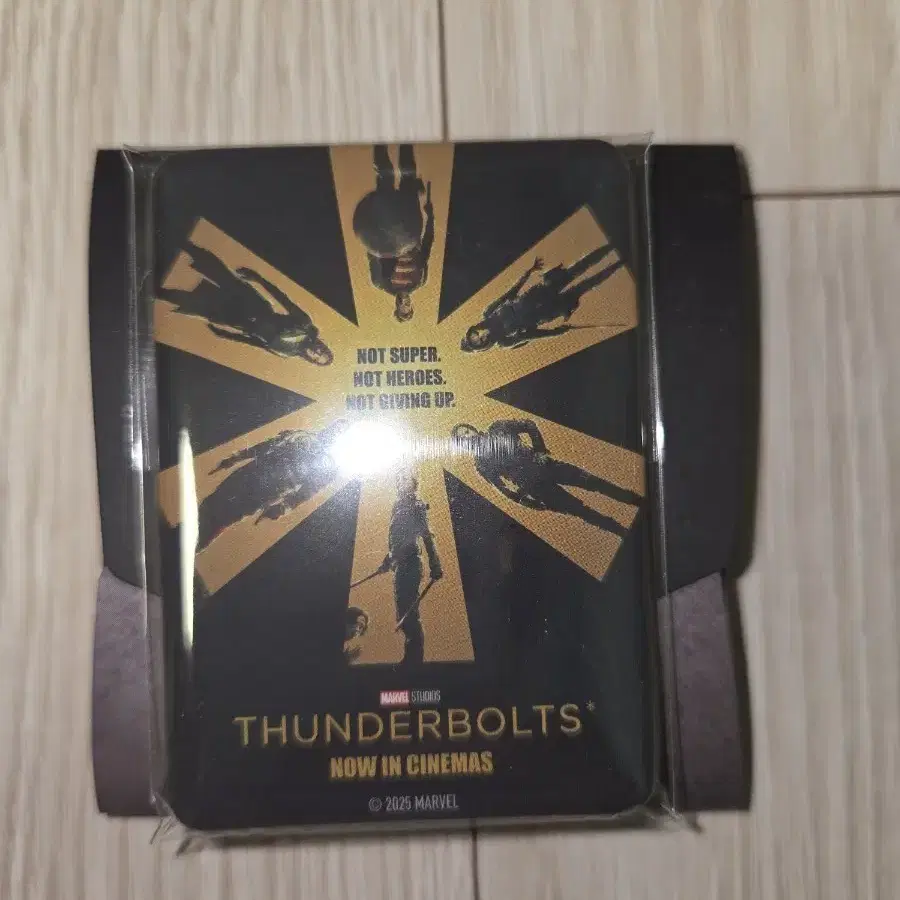 NOT SUPER.
NOT HEROES.
NOT GIVING UP.
MARVEL STUDIOS
THUNDERBOLTS*
NOW IN CINEMAS
© 2025 MARVEL